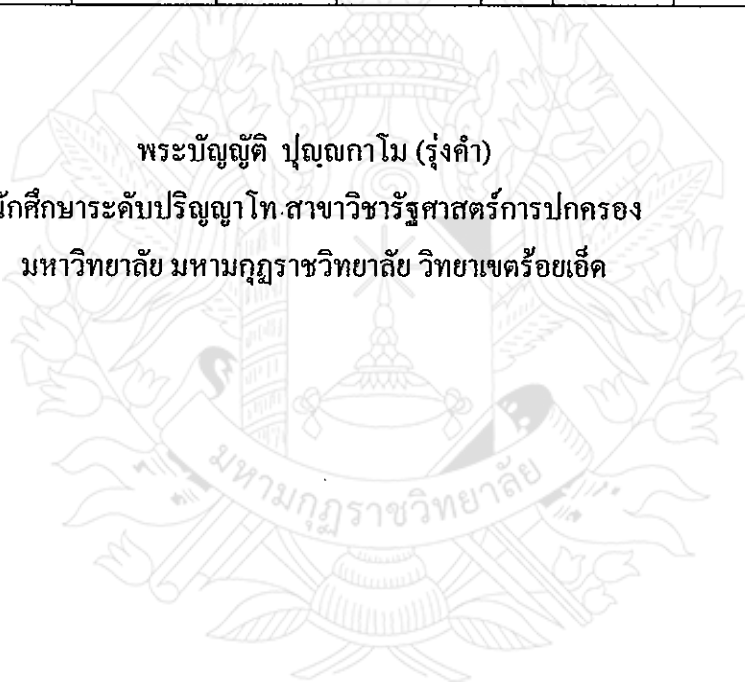 พระบัญญัติ ปุญฺญกาโม (รุ่งคำ)
นักศึกษาระดับปริญญาโท สาขาวิชารัฐศาสตร์การปกครอง
มหาวิทยาลัย มหามกุฏราชวิทยาลัย วิทยาเขตร้อยเอ็ด
มหามกุฏราชวิทยาลัย